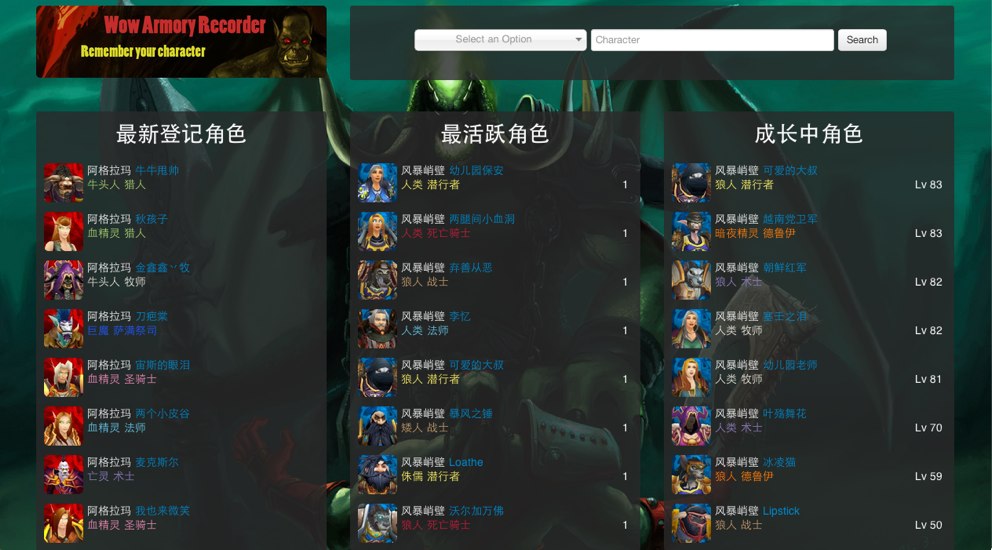 Wow Armory Recorder
Remember your character
Select an Option
Character
Search
最新登记角色
阿格拉玛 牛牛甩帅
牛头人 猎人
阿格拉玛 秋孩子
血精灵 猎人
阿格拉玛 金鑫鑫丷牧
牛头人 牧师
阿格拉玛 刀疤棠
巨魔 萨满祭司
阿格拉玛 宙斯的眼泪
血精灵 圣骑士
阿格拉玛 两个小皮谷
血精灵 法师
阿格拉玛 麦克斯尔
亡灵 术士
阿格拉玛 我也来微笑
血精灵 圣骑士
最活跃角色
风暴峭壁 幼儿园保安
人类 潜行者
1
风暴峭壁 两腿间小血洞
人类 死亡骑士
1
风暴峭壁 弃善从恶
狼人 战士
1
风暴峭壁 李忆
人类 法师
1
风暴峭壁 可爱的大叔
狼人 潜行者
1
风暴峭壁 暴风之锤
矮人 战士
1
风暴峭壁 Loathe
侏儒 潜行者
1
风暴峭壁 沃尔加万佛
狼人 死亡骑士
1
成长中角色
风暴峭壁 可爱的大叔
狼人 潜行者
Lv 83
风暴峭壁 越南党卫军
暗夜精灵 德鲁伊
Lv 83
风暴峭壁 朝鲜红军
狼人 术士
Lv 82
风暴峭壁 塞壬之泪
人类 牧师
Lv 82
风暴峭壁 幼儿园老师
人类 牧师
Lv 81
风暴峭壁 叶殇舞花
人类 术士
Lv 70
风暴峭壁 冰凌猫
狼人 德鲁伊
Lv 59
风暴峭壁 Lipstick
狼人 战士
Lv 50